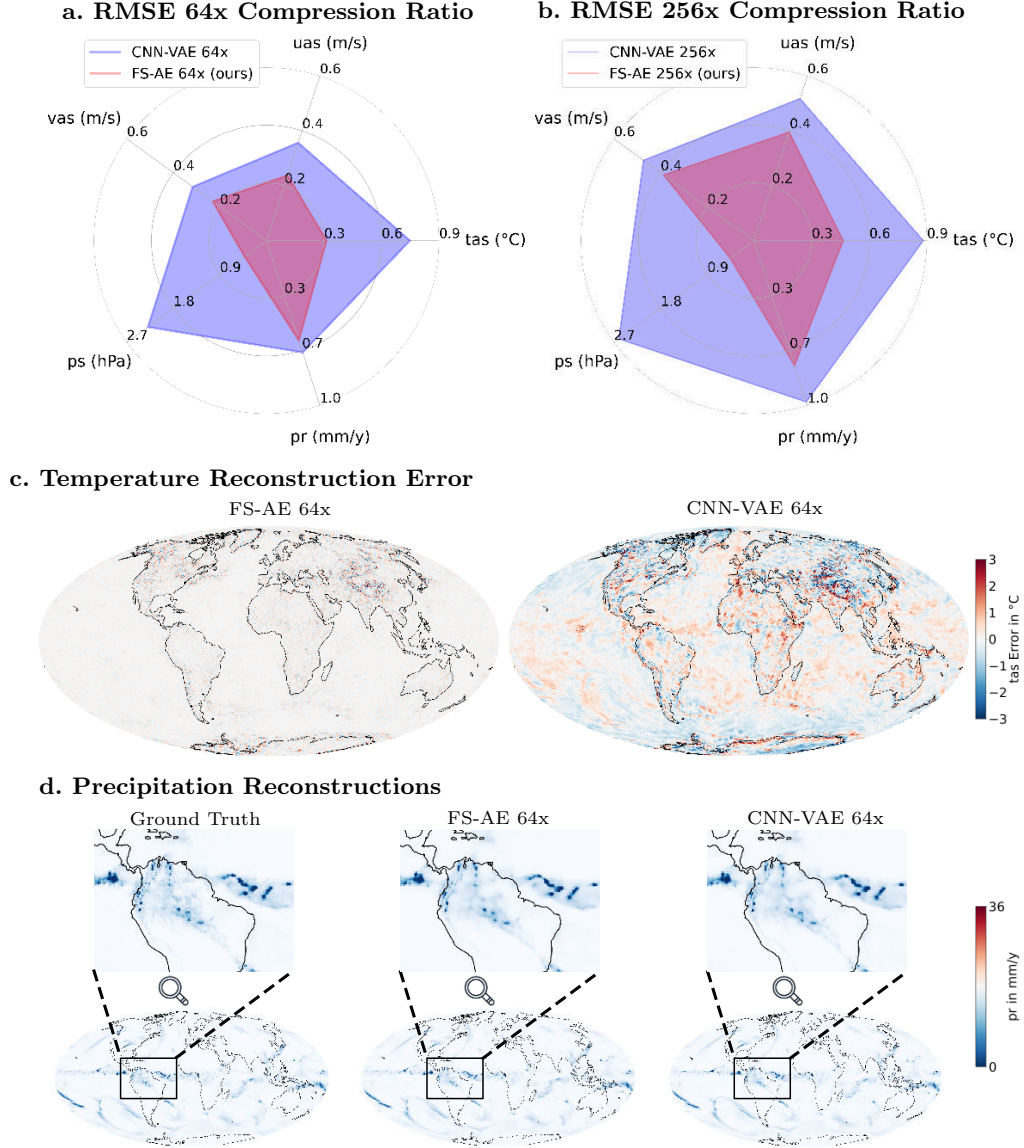 a. RMSE 64x Compression Ratio
CNN-VAE 64x
FS-AE 64x (ours)
uas (m/s)
0.6
0.4
0.2
vas (m/s)
0.6
0.4
0.2
0.3
0.6
0.9
tas (°C)
0.9
1.8
2.7
ps (hPa)
0.3
0.7
1.0
pr (mm/y)
b. RMSE 256x Compression Ratio
CNN-VAE 256x
FS-AE 256x (ours)
uas (m/s)
0.6
0.4
0.2
vas (m/s)
0.6
0.4
0.2
0.3
0.6
0.9
tas (°C)
0.9
1.8
2.7
ps (hPa)
0.3
0.7
1.0
pr (mm/y)
c. Temperature Reconstruction Error
FS-AE 64x
CNN-VAE 64x
3
2
1
0
−1
−2
−3
tas Error in °C
d. Precipitation Reconstructions
Ground Truth
FS-AE 64x
CNN-VAE 64x
36
0
pr in mm/y